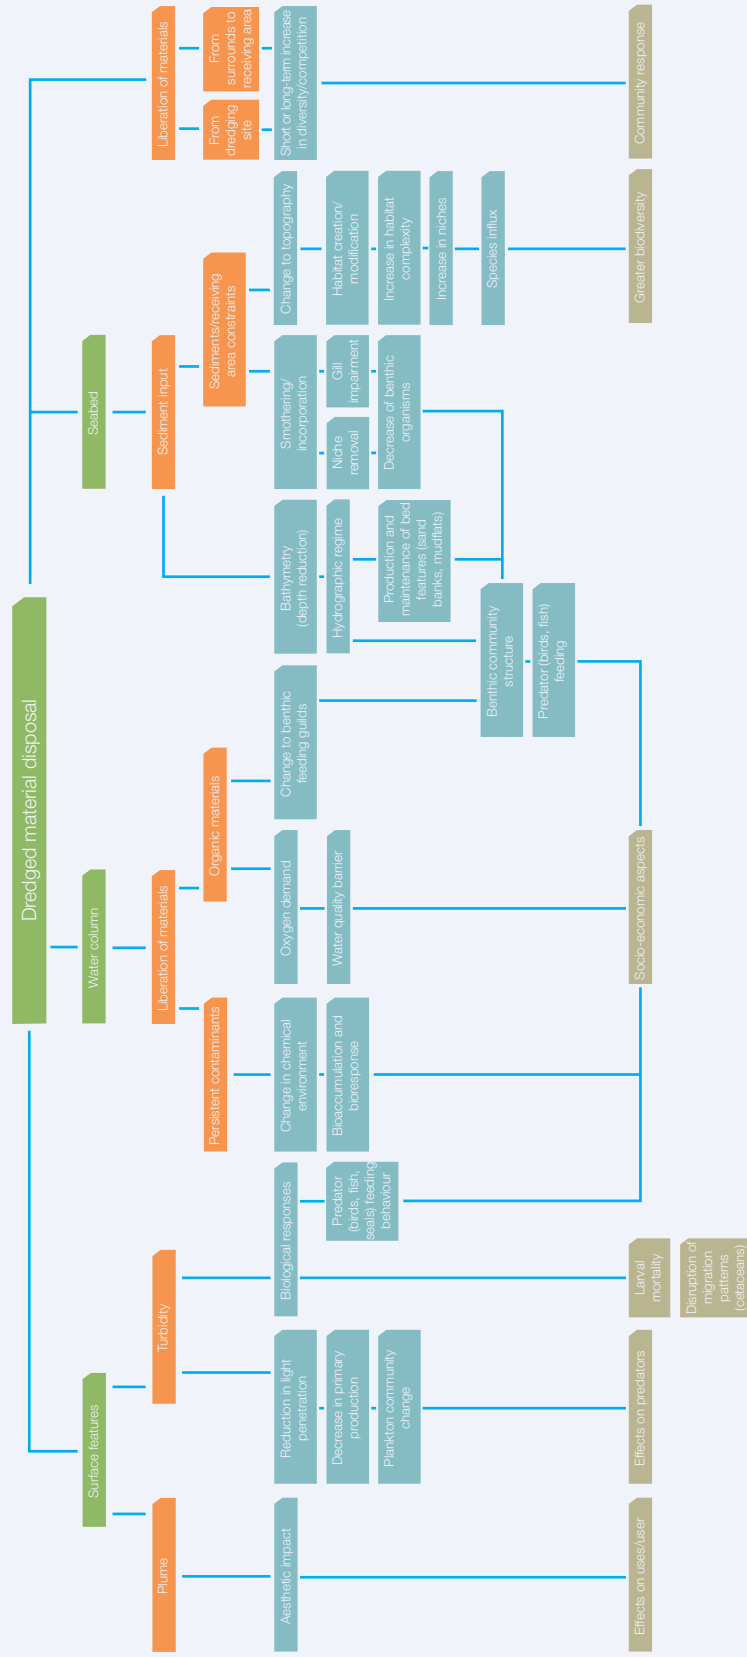 Dredged material disposal
Surface features
Water column
Seabed
Plume
Turbidity
Liberation of materials
Sediment input
Liberation of materials
Persistent contaminants
Organic materials
Sediments/receiving
area constraints
From
dredging
site
From
surrounds to
receiving area
Aesthetic impact
Reduction in light
penetration
Decrease in primary
production
Plankton community
change
Biological responses
Predator
(birds, fish,
seals) feeding
behaviour
Change in chemical
environment
Bioaccumulation and
bioresponse
Oxygen demand
Water quality barrier
Change to benthic
feeding guilds
Bathymetry
(depth reduction)
Hydrographic regime
Production and
maintenance of bed
features (sand
banks, mudflats)
Smothering/
incorporation
Niche
removal
Gill
impairment
Decrease of benthic
organisms
Change to topography
Habitat creation/
modification
Increase in habitat
complexity
Increase in niches
Species influx
Short or long-term increase
in diversity/competition
Benthic community
structure
Predator (birds, fish)
feeding
Effects on uses/user
Effects on predators
Larval
mortality
Disruption of
migration
patterns
(cetaceans)
Socio-economic aspects
Greater biodiversity
Community response